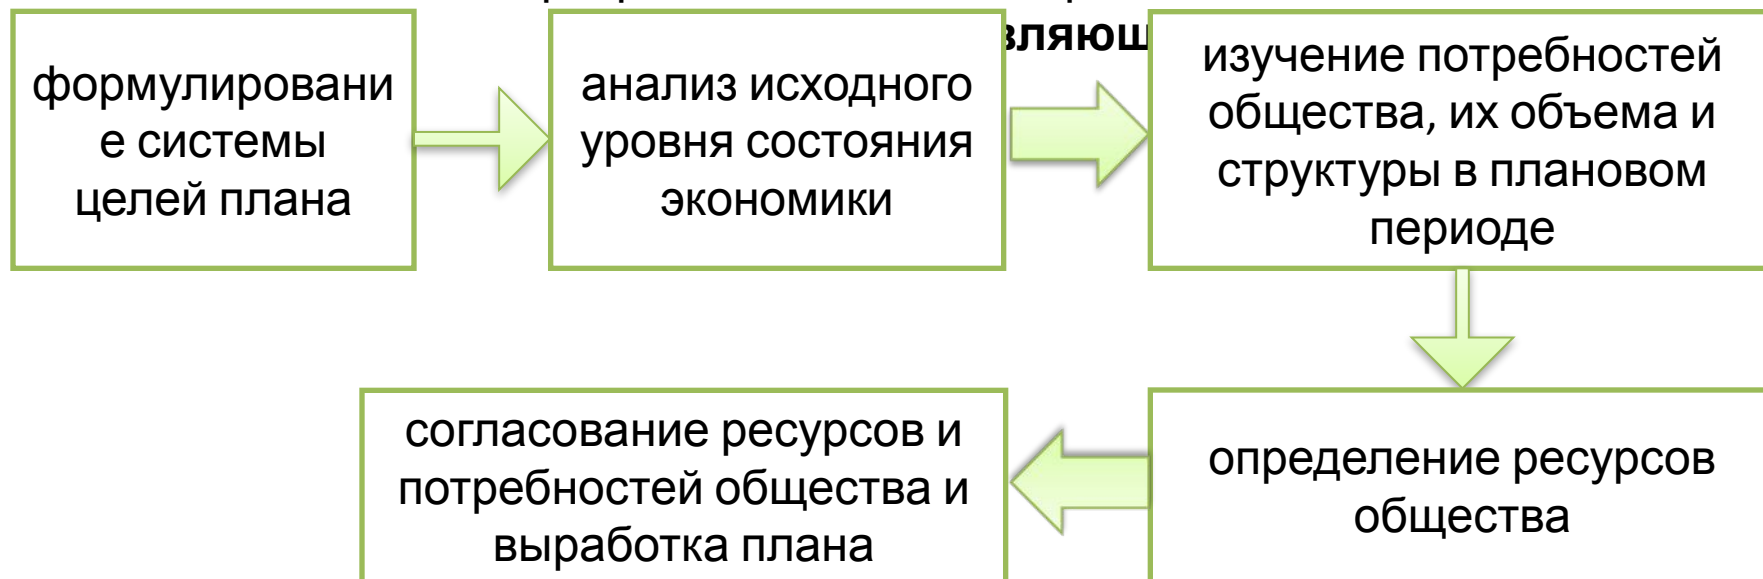 формулировани
е системы
целей плана
анализ исходного
уровня состояния
экономики
изучение потребностей
общества, их объема и
структуры в плановом
периоде
согласование ресурсов и
потребностей общества и
выработка плана
определение ресурсов
общества